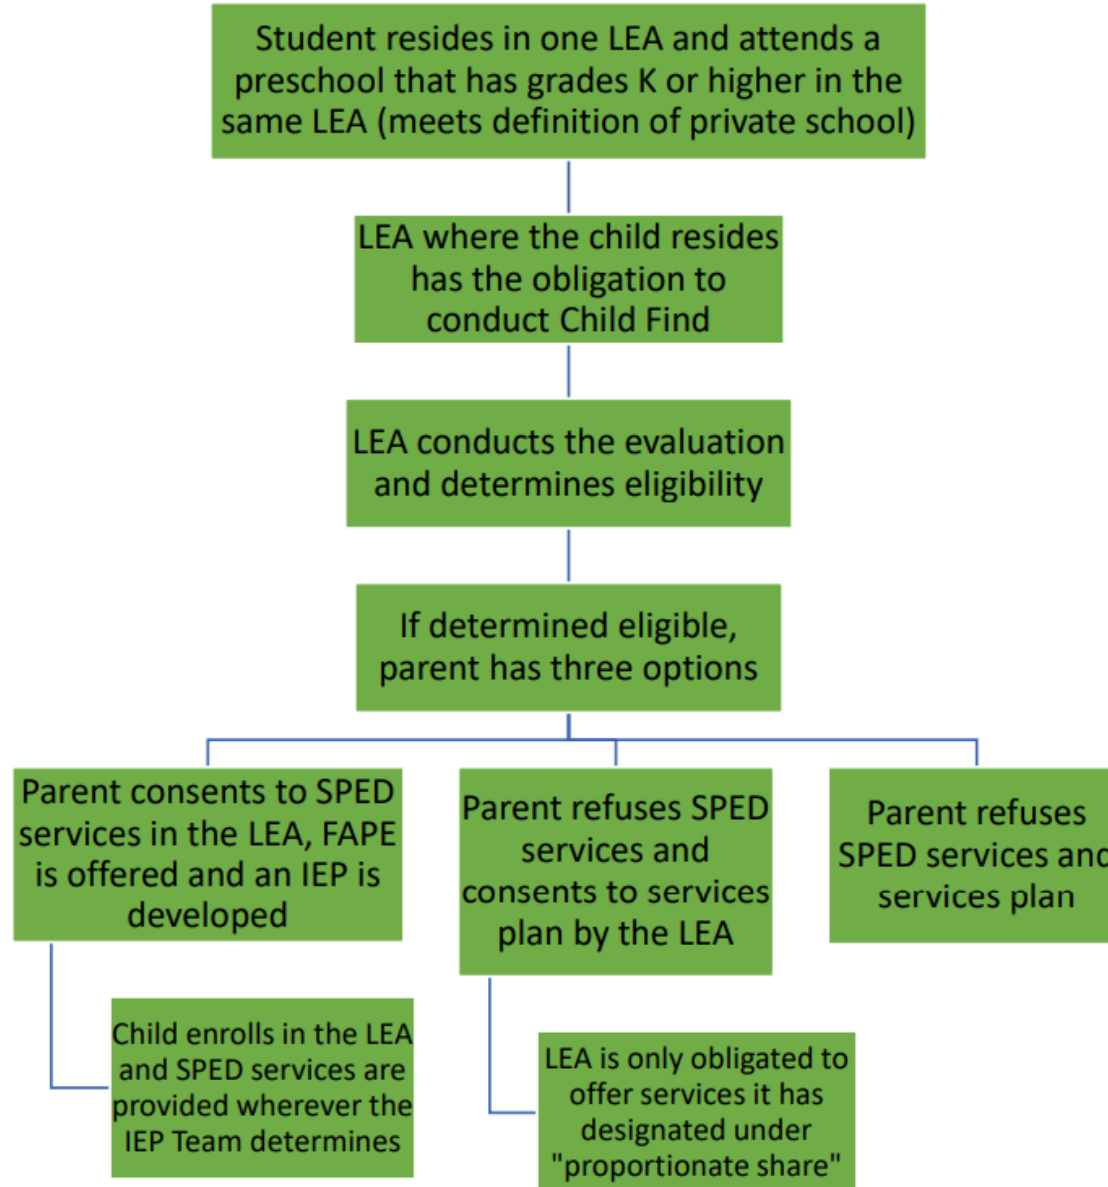 Student resides in one LEA and attends a
preschool that has grades K or higher in the
same LEA (meets definition of private school)
LEA where the child resides
has the obligation to
conduct Child Find
LEA conducts the evaluation
and determines eligibility
If determined eligible,
parent has three options
Parent consents to SPED
services in the LEA, FAPE
is offered and an IEP is
developed
Child enrolls in the LEA
and SPED services are
provided wherever the
IEP Team determines
Parent refuses SPED
services and
consents to services
plan by the LEA
LEA is only obligated to
offer services it has
designated under
"proportionate share"
Parent refuses
SPED services and
services plan